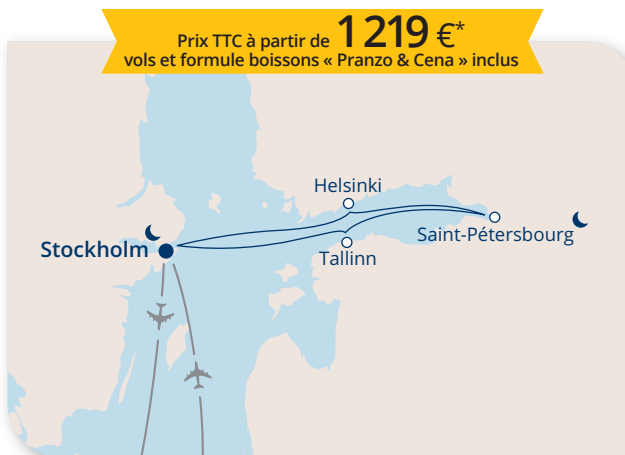 Prix TTC à partir de 1 219 €*
vols et formule boissons « Pranzo & Cena » inclus
Helsinki
Stockholm
Saint-Pétersbourg
Tallinn